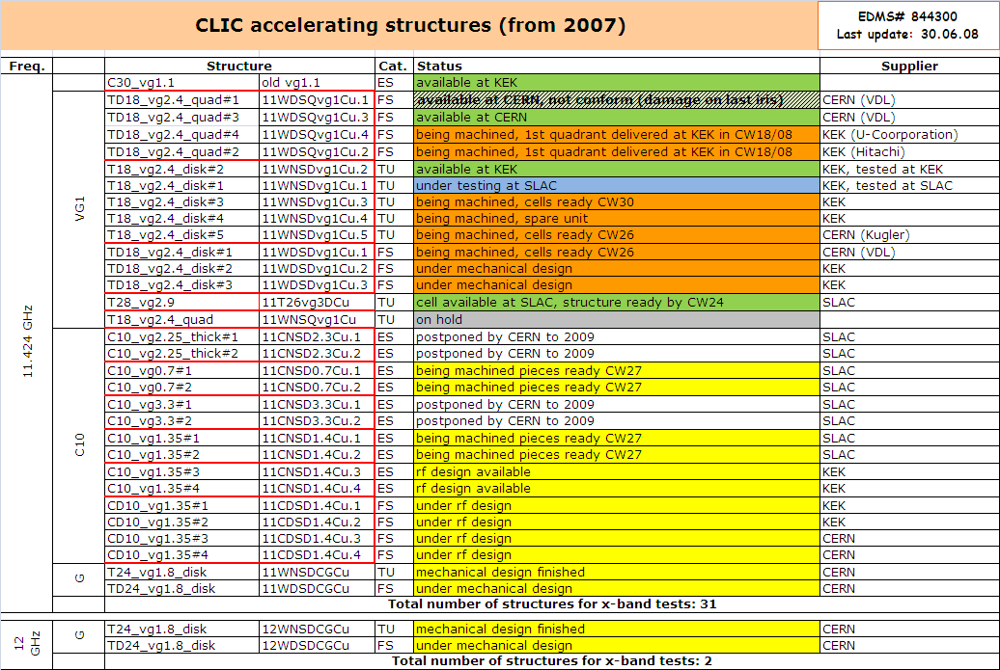 CLIC accelerating structures (from 2007)
EDMS# 844300
Last update: 30.06.08
Freq. Structure Cat. Status Supplier
C30_vg1.1 old vg1.1 ES available at KEK
TD18_vg2.4_quad#1 11WDSQvg1Cu.1 FS available at CERN, not conform (damage on last iris) CERN (VDL)
TD18_vg2.4_quad#3 11WDSQvg1Cu.3 FS available at CERN CERN (VDL)
TD18_vg2.4_quad#4 11WDSQvg1Cu.4 FS being machined, 1st quadrant delivered at KEK in CW18/08 KEK (U-Coorporation)
TD18_vg2.4_quad#2 11WDSQvg1Cu.2 FS being machined, 1st quadrant delivered at KEK in CW18/08 KEK (Hitachi)
T18_vg2.4_disk#2 11WNSDvg1Cu.2 TU available at KEK KEK, tested at KEK
T18_vg2.4_disk#1 11WNSDvg1Cu.1 TU under testing at SLAC KEK, tested at SLAC
T18_vg2.4_disk#3 11WNSDvg1Cu.3 TU being machined, cells ready CW30 KEK
VG1
T18_vg2.4_disk#4 11WNSDvg1Cu.4 TU being machined, spare unit KEK
T18_vg2.4_disk#5 11WNSDvg1Cu.5 TU being machined, cells ready CW26 CERN (Kugler)
TD18_vg2.4_disk#1 11WDSDvg1Cu.1 FS being machined, cells ready CW26 CERN (VDL)
TD18_vg2.4_disk#2 11WDSDvg1Cu.2 FS under mechanical design KEK
TD18_vg2.4_disk#3 11WDSDvg1Cu.3 FS under mechanical design KEK
T28_vg2.9 11T26vg3DCu TU cell available at SLAC, structure ready by CW24 SLAC
T18_vg2.4_quad 11WNSQvg1Cu TU on hold
11.424 GHz
C10_vg2.25_thick#1 11CNSD2.3Cu.1 ES postponed by CERN to 2009 SLAC
C10_vg2.25_thick#2 11CNSD2.3Cu.2 ES postponed by CERN to 2009 SLAC
C10_vg0.7#1 11CNSD0.7Cu.1 ES being machined pieces ready CW27 SLAC
C10_vg0.7#2 11CNSD0.7Cu.2 ES being machined pieces ready CW27 SLAC
C10_vg3.3#1 11CNSD3.3Cu.1 ES postponed by CERN to 2009 SLAC
C10_vg3.3#2 11CNSD3.3Cu.2 ES postponed by CERN to 2009 SLAC
C10_vg1.35#1 11CNSD1.4Cu.1 ES being machined pieces ready CW27 SLAC
C10
C10_vg1.35#2 11CNSD1.4Cu.2 ES being machined pieces ready CW27 SLAC
C10_vg1.35#3 11CNSD1.4Cu.3 ES rf design available KEK
C10_vg1.35#4 11CNSD1.4Cu.4 ES rf design available KEK
CD10_vg1.35#1 11CDSD1.4Cu.1 FS under rf design KEK
CD10_vg1.35#2 11CDSD1.4Cu.2 FS under rf design KEK
CD10_vg1.35#3 11CDSD1.4Cu.3 FS under rf design CERN
CD10_vg1.35#4 11CDSD1.4Cu.4 FS under rf design CERN
G
T24_vg1.8_disk 11WNSDCGCu TU mechanical design finished CERN
TD24_vg1.8_disk 11WDSDCGCu FS under mechanical design CERN
Total number of structures for x-band tests: 31
12 GHz
G
T24_vg1.8_disk 12WNSDCGCu TU mechanical design finished CERN
TD24_vg1.8_disk 12WDSDCGCu FS under mechanical design CERN
Total number of structures for x-band tests: 2